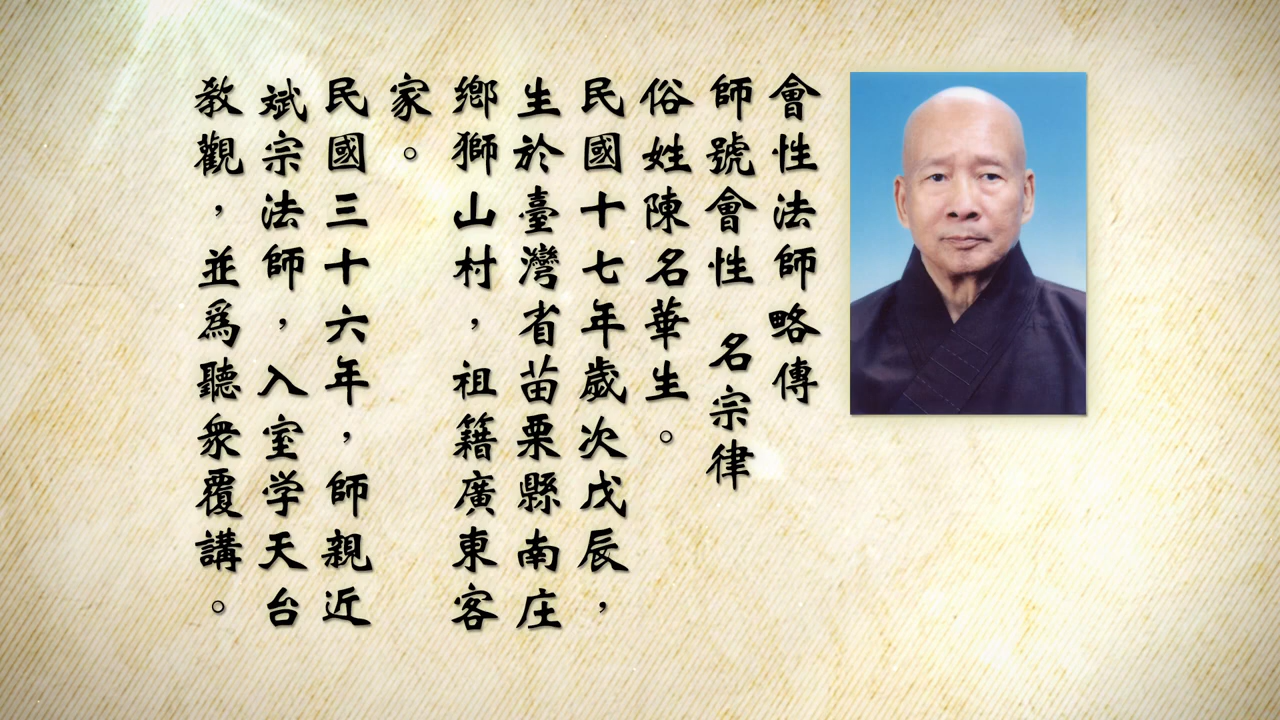 會性法師略傳
師號會性　名宗律
俗姓陳名華生。
民國十七年歲次戊辰，
生於臺灣省苗栗縣南庄
鄉獅山村，祖籍廣東客
家。
民國三十六年，師親近
斌宗法師，入室学天台
教觀，並爲聽衆覆講。